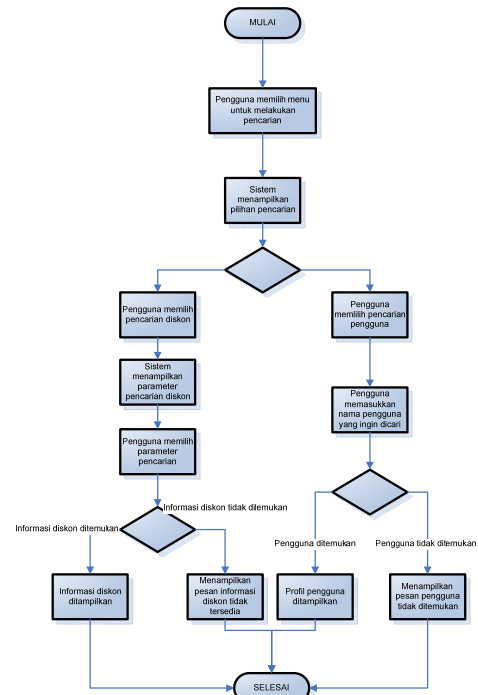 MULAI
Pengguna memilih menu
untuk melakukan
pencarian
Sistem
menampilkan
pilihan pencarian
Pengguna memilih
pencarian diskon
Pengguna
memlilih pencarian
pengguna
Sistem
menampilkan
parameter
pencarian diskon
Pengguna
memasukkan
nama pengguna
yang ingin dicari
Pengguna memilih
parameter
pencarian
Informasi diskon tidak ditemukan
Informasi diskon ditemukan
Pengguna ditemukan
Pengguna tidak ditemukan
Informasi diskon
ditampilkan
Menampilkan
pesan informasi
diskon tidak
tersedia
Profil pengguna
ditampilkan
Menampilkan
pesan pengguna
tidak ditemukan
SELESAI